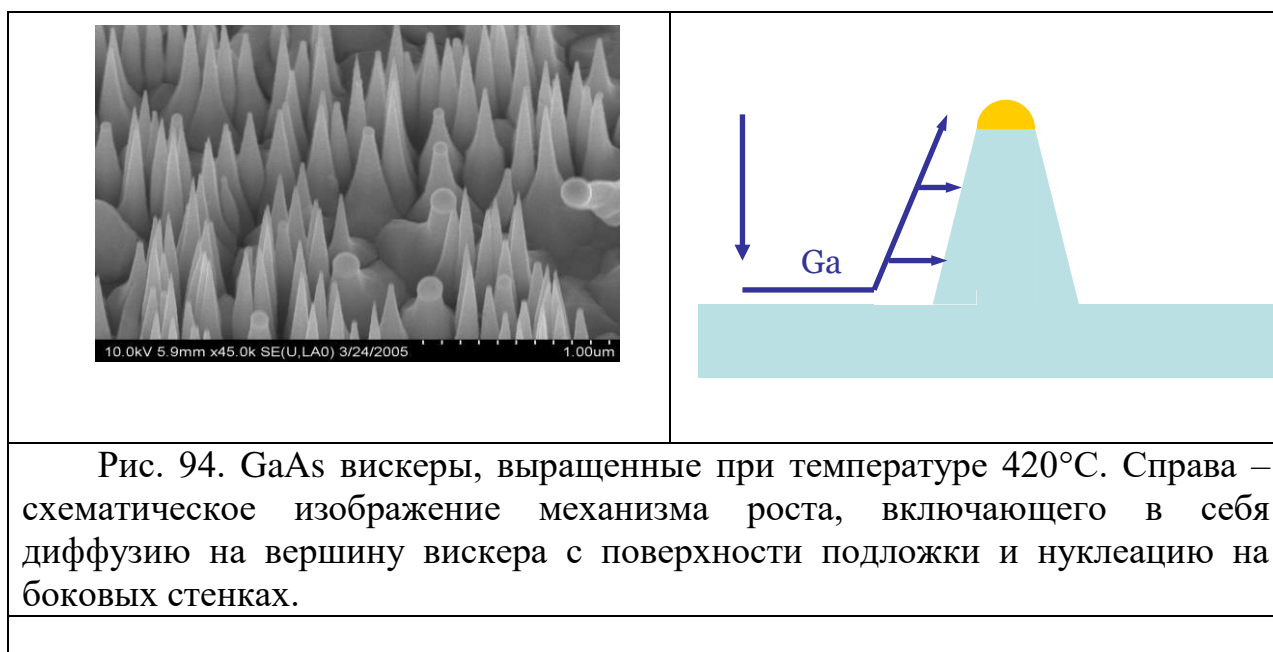 10.0kV 5.9mm x45.0k SE(U,LA0) 3/24/2005
1.00um
Ga
Рис. 94. GaAs вискеры, выращенные при температуре 420°С. Справа –
схематическое изображение механизма роста, включающего в себя
диффузию на вершину вискера с поверхности подложки и нуклеацию на
боковых стенках.